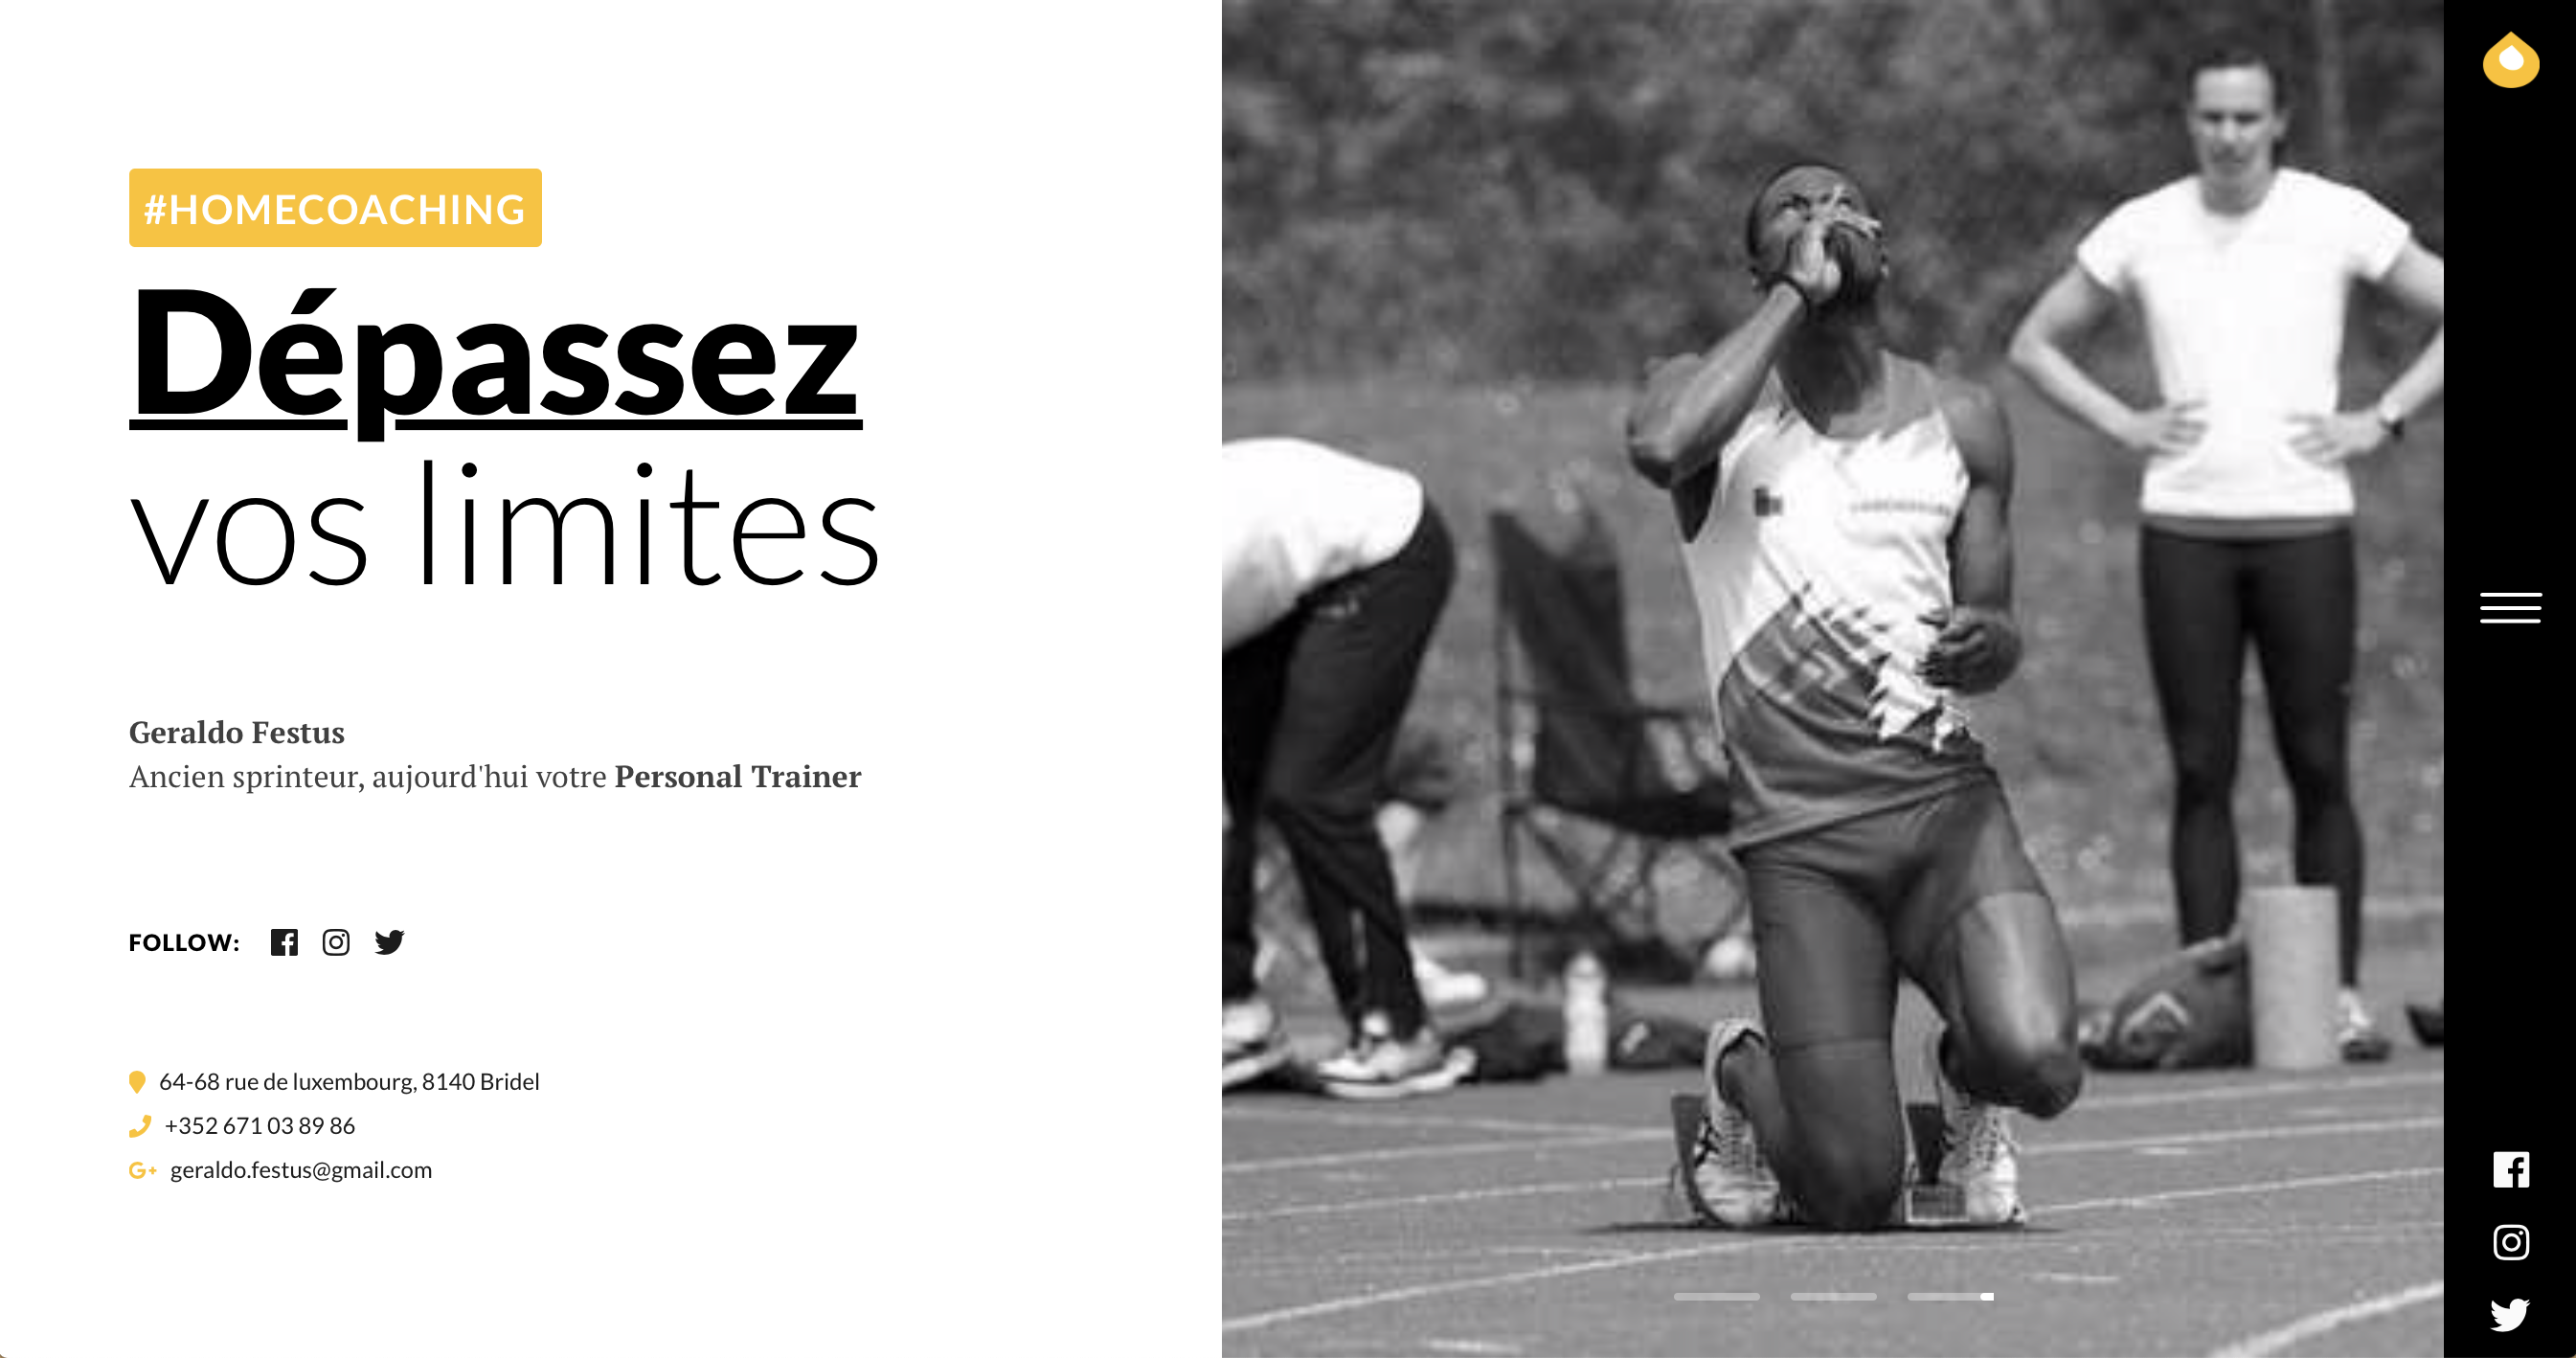 #HOMECOACHING
Dépassez
vos limites
Geraldo Festus
Ancien sprinteur, aujourd'hui votre Personal Trainer
FOLLOW:
64-68 rue de luxembourg, 8140 Bridel
+352 671 03 89 86
geraldo.festus@gmail.com